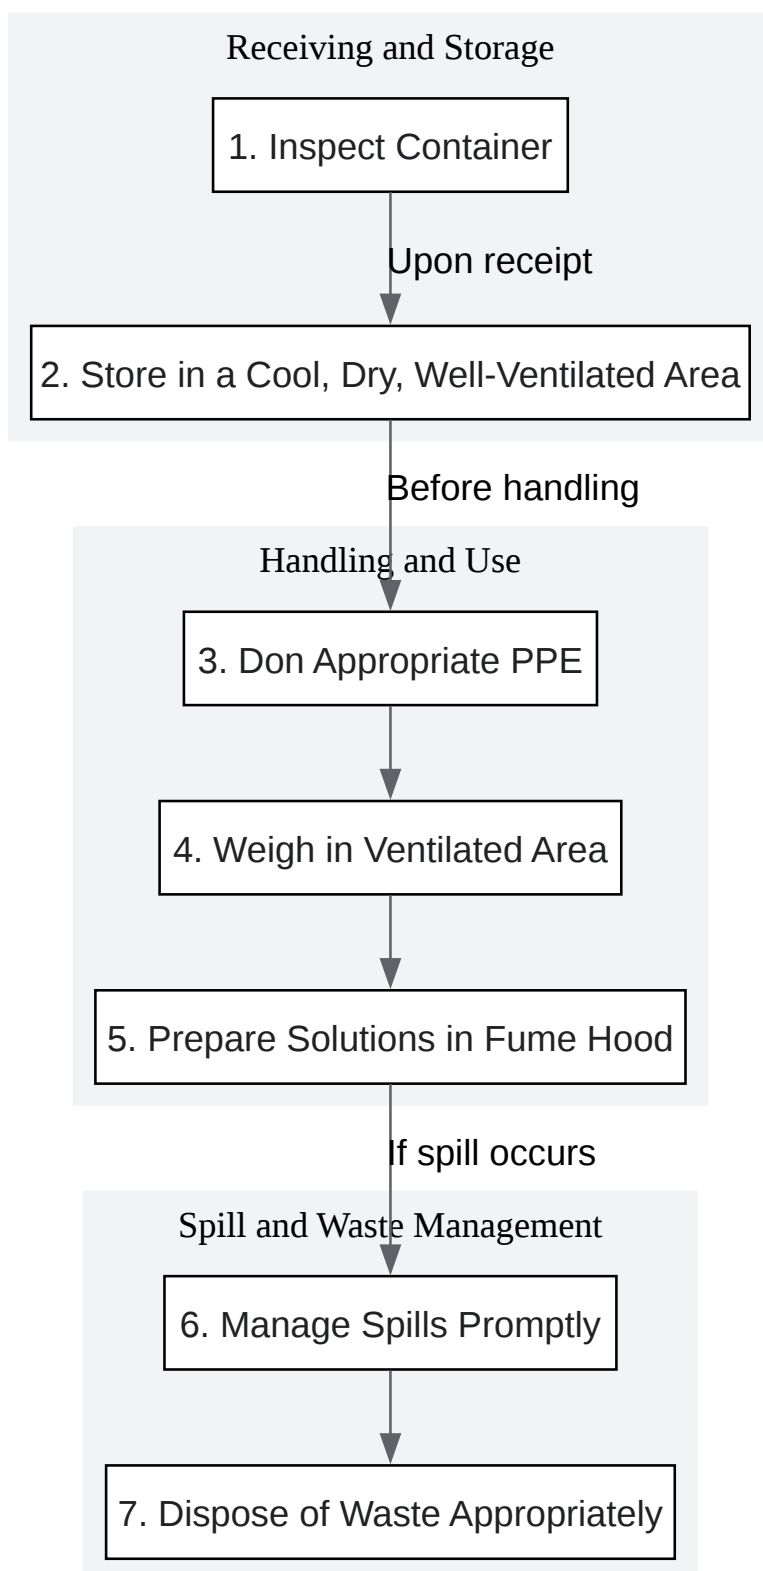 Receiving and Storage
1. Inspect Container
Upon receipt
2. Store in a Cool, Dry, Well-Ventilated Area
Before handling
Handling and Use
3. Don Appropriate PPE
4. Weigh in Ventilated Area
5. Prepare Solutions in Fume Hood
If spill occurs
Spill and Waste Management
6. Manage Spills Promptly
7. Dispose of Waste Appropriately